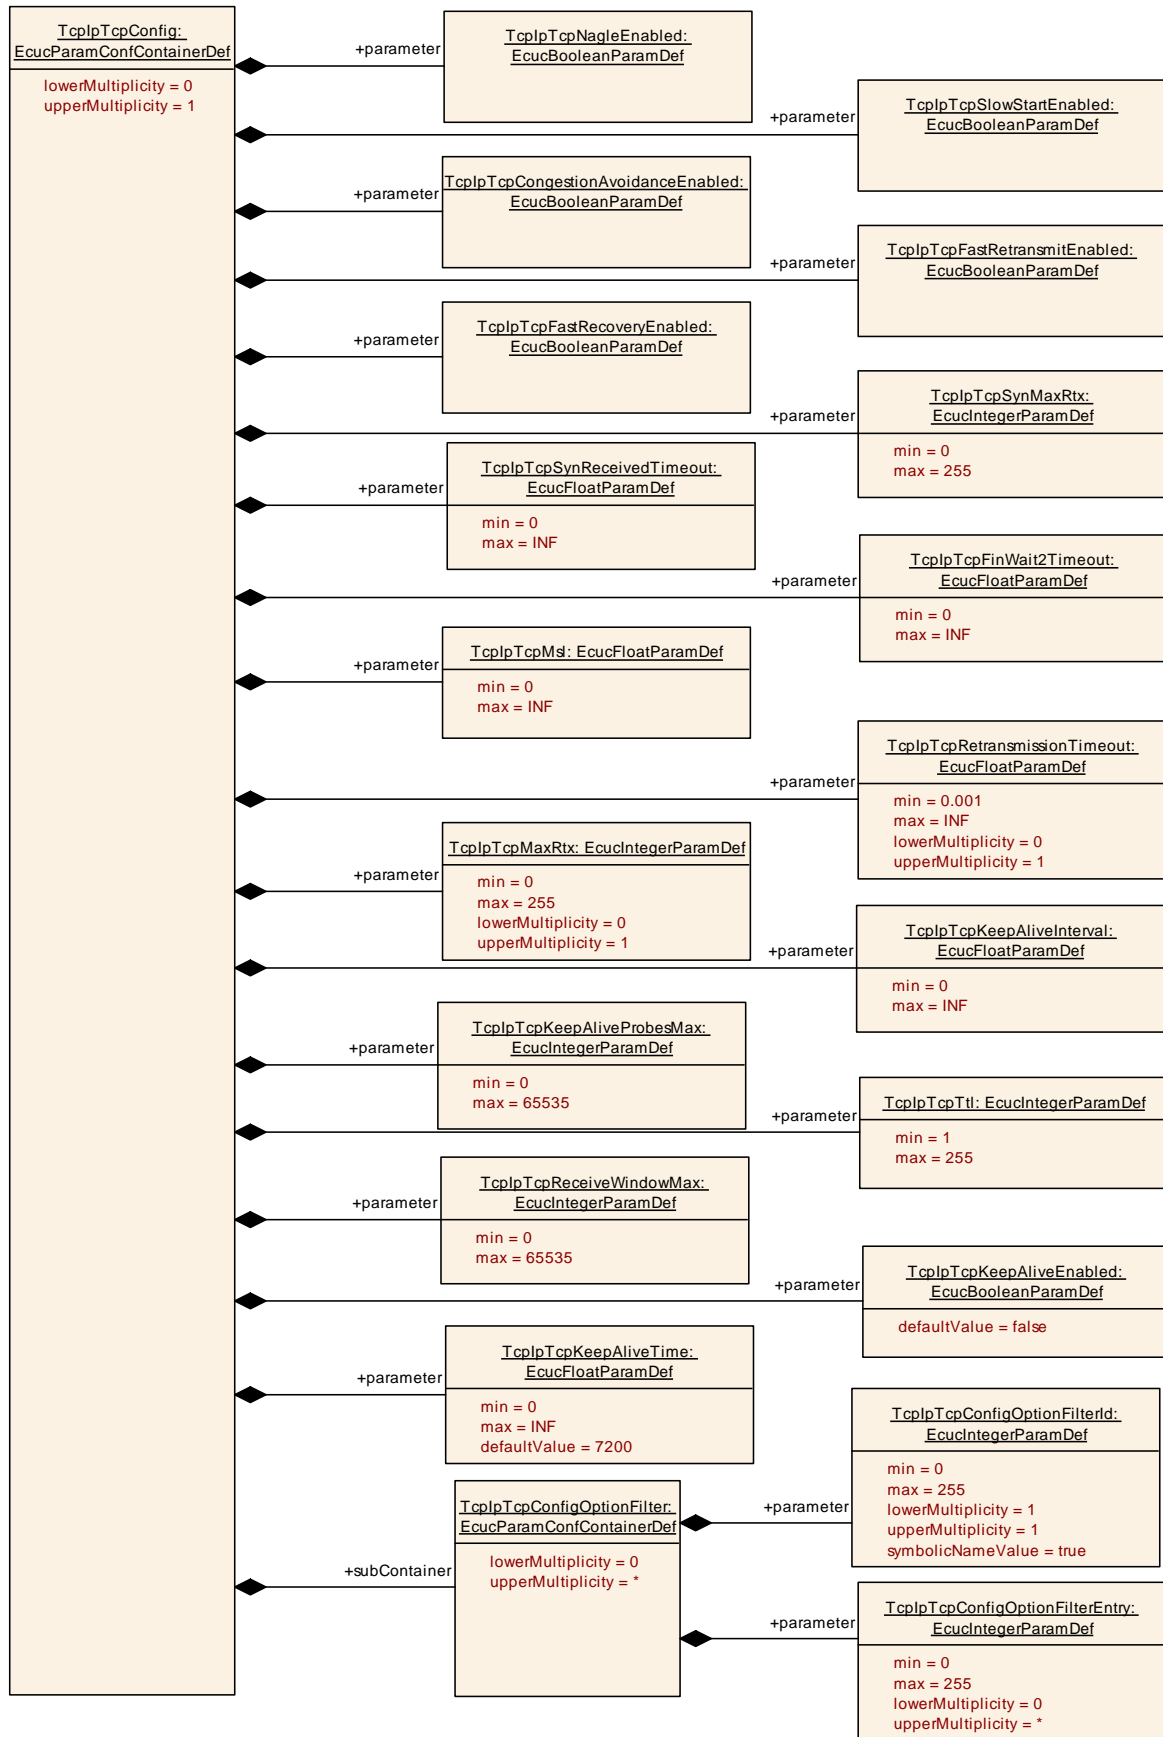 TcpIpTcpConfig:
EcucParamConfContainerDef
lowerMultiplicity = 0
upperMultiplicity = 1
+parameter
TcpIpTcpNagleEnabled:
EcucBooleanParamDef
+parameter
TcpIpTcpSlowStartEnabled:
EcucBooleanParamDef
+parameter
TcpIpTcpCongestionAvoidanceEnabled:
EcucBooleanParamDef
+parameter
TcpIpTcpFastRetransmitEnabled:
EcucBooleanParamDef
+parameter
TcpIpTcpFastRecoveryEnabled:
EcucBooleanParamDef
+parameter
TcpIpTcpSynMaxRtx:
EcucIntegerParamDef
min = 0
max = 255
+parameter
TcpIpTcpSynReceivedTimeout:
EcucFloatParamDef
min = 0
max = INF
+parameter
TcpIpTcpFinWait2Timeout:
EcucFloatParamDef
min = 0
max = INF
+parameter
TcpIpTcpMsl: EcucFloatParamDef
min = 0
max = INF
+parameter
TcpIpTcpRetransmissionTimeout:
EcucFloatParamDef
min = 0.001
max = INF
lowerMultiplicity = 0
upperMultiplicity = 1
+parameter
TcpIpTcpMaxRtx: EcucIntegerParamDef
min = 0
max = 255
lowerMultiplicity = 0
upperMultiplicity = 1
+parameter
TcpIpTcpKeepAliveInterval:
EcucFloatParamDef
min = 0
max = INF
+parameter
TcpIpTcpKeepAliveProbesMax:
EcucIntegerParamDef
min = 0
max = 65535
+parameter
TcpIpTcpTtl: EcucIntegerParamDef
min = 1
max = 255
+parameter
TcpIpTcpReceiveWindowMax:
EcucIntegerParamDef
min = 0
max = 65535
+parameter
TcpIpTcpKeepAliveEnabled:
EcucBooleanParamDef
defaultValue = false
+parameter
TcpIpTcpKeepAliveTime:
EcucFloatParamDef
min = 0
max = INF
defaultValue = 7200
+subContainer
TcpIpTcpConfigOptionFilter:
EcucParamConfContainerDef
lowerMultiplicity = 0
upperMultiplicity = *
+parameter
TcpIpTcpConfigOptionFilterId:
EcucIntegerParamDef
min = 0
max = 255
lowerMultiplicity = 1
upperMultiplicity = 1
symbolicNameValue = true
+parameter
TcpIpTcpConfigOptionFilterEntry:
EcucIntegerParamDef
min = 0
max = 255
lowerMultiplicity = 0
upperMultiplicity = *